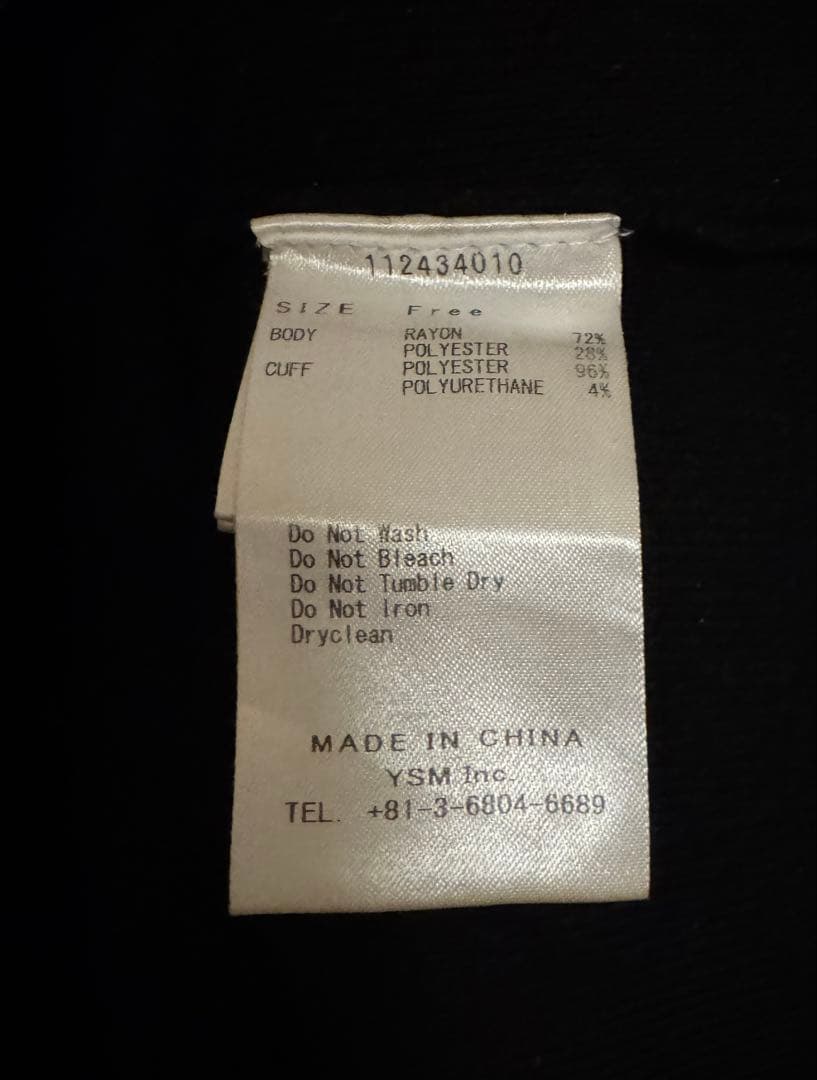 112434010
SIZE Free
BODY RAYON 72%
POLYESTER 28%
CUFF POLYESTER 96%
POLYURETHANE 4%
Do Not Wash
Do Not Bleach
Do Not Tumble Dry
Do Not Iron
Dryclean
MADE IN CHINA
YSM Inc.
TEL. +81-3-6804-6689